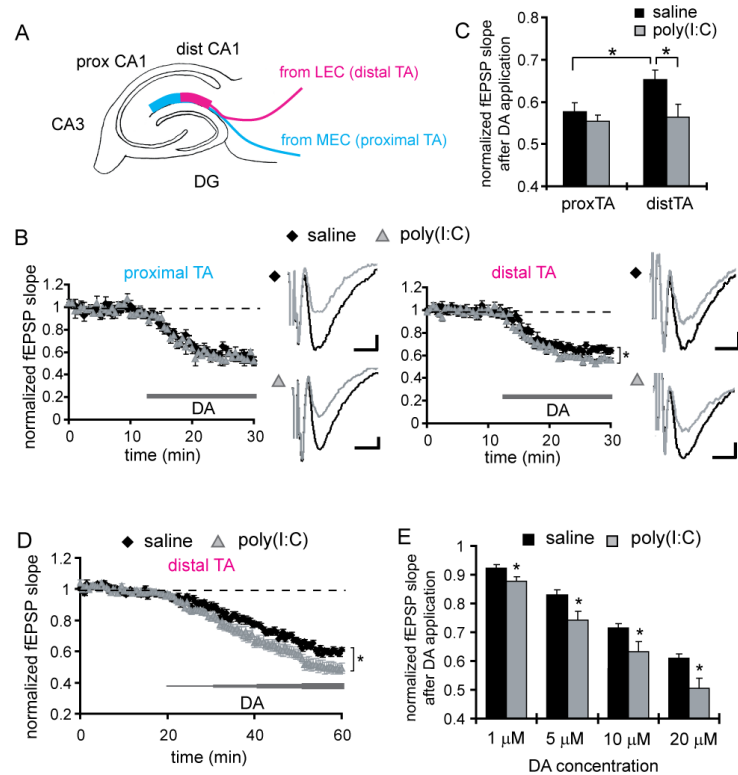 A
prox CA1
dist CA1
CA3
DG
from LEC (distal TA)
from MEC (proximal TA)
C
saline
poly(I:C)
normalized fEPSP slope
after DA application
0.8
0.7
0.6
0.5
0.4
*
*
proxTA
distTA
B
saline
poly(I:C)
proximal TA
normalized fEPSP slope
1.2
1
0.8
0.6
0.4
0.2
0
DA
0
10
20
30
time (min)
distal TA
1.2
1
0.8
0.6
0.4
0.2
0
*
DA
0
10
20
30
time (min)
D
saline
poly(I:C)
distal TA
normalized fEPSP slope
1.2
1
0.8
0.6
0.4
0.2
*
DA
0
20
40
60
time (min)
E
saline
poly(I:C)
normalized fEPSP slope
after DA application
1
0.9
0.8
0.7
0.6
0.5
0.4
*
*
*
*
1 µM
5 µM
10 µM
20 µM
DA concentration